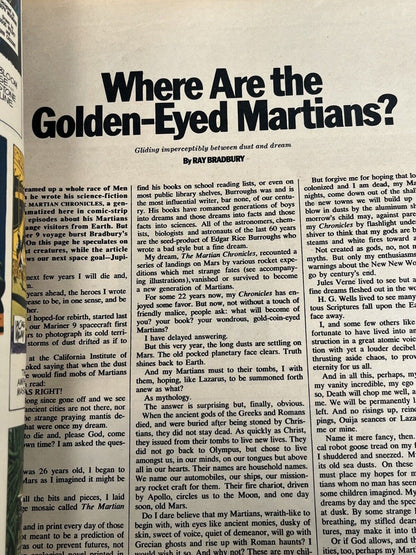 Where Are the
Golden-Eyed Martians?
Gliding imperceptibly between dust and dream
By RAY BRADBURY
eamed up a whole race of Men
n he wrote his science-fiction
E MARTIAN CHRONICLES, a gen-
matized here in comic-strip
episodes about his Martians
nge visitors from Earth. But
er 9 voyage burst Bradbury's
On this page he speculates on
st creatures, while the article
ws our next space goal—Jupi-
next few years I will die and,
years ahead, the heroes I wrote
ease to be, in one sense, and be
her.
d hoped-for rebirth, started last
our Mariner 9 spacecraft first
rs to photograph its cold terri-
storms of dust drifted as if to
at the California Institute of
oked saying that when the dust
e would find mobs of Martians
read:
AS RIGHT!
since gone off and we see
ancient cities are there, nor
e strange praying mantis de-
hat were once my dream.
to die and, please God, come
own time? I am asked the ques-
was 26 years old, I began to
Mars as I imagined it might be
all the bits and pieces, I laid
ge mosaic called The Martian
and in print every day of those
ot meant to be a prediction of
was out to prevent futures, not
find his books on school reading lists, or even on
most public library shelves, Burroughs was and is
the most influential writer, bar none, of our centu-
ry. His books have romanced generations of boys
into dreams and those dreams into facts and those
facts into sciences. All of the astronomers, chem-
ists, biologists and astronauts of the last 60 years
are the seed-product of Edgar Rice Burroughs who
wrote a bad style but a fine dream.
My dream, The Martian Chronicles, recounted a
series of landings on Mars by various rocket expe-
ditions which met strange fates (see accompany-
ing illustrations), vanished or survived to become
a new generation of Martians.
For some 22 years now, my Chronicles has en-
joyed some favor. But now, not without a touch of
friendly malice, people ask: what will become of
you? your book? your wondrous, gold-coin-eyed
Martians?
I have delayed answering.
But this very year, the long dusts are settling on
Mars. The old pocked planetary face clears. Truth
shines back to Earth.
And my Martians must to their tombs, I with
them, hoping, like Lazarus, to be summoned forth
anew as what?
As mythology.
The answer is surprising but, finally, obvious.
When the ancient gods of the Greeks and Romans
died, and were buried after being stoned by Chris-
tians, they did not stay dead. As quickly as Christ,
they issued from their tombs to live new lives. They
did not go back to Olympus, but chose to live
amongst us, in our minds, on our tongues but above
all in our hearts. Their names are household names.
We name our automobiles, our ships, our mission-
ary rocket craft for them. Their fire chariot, driven
by Apollo, circles us to the Moon, and one day
soon, old Mars.
Do I dare believe that my Martians, wraith-like to
begin with, with eyes like ancient monies, dusky of
skin, sweet of voice, quiet of demeanor, will go with
Grecian ghosts and rise up with Roman haunts? I
would wish it so. And why not? These are my chil-
But forgive me for hoping that lo
colonized and I am dead, my Ma
nights, come down out of the shal
the new towns we will build up
blow in dusts by the aluminum sh
morrow's child may, against pare
my Chronicles by flashlight unde
shiver to think that my gods are b
dreams and white fires toward
Not created as gods, no, not to
myths. But only my enthusiasms
warnings about the New New Wo
go by century's end.
Jules Verne lived to see but a
fine dreams fleshed out in the wo
H. G. Wells lived to see many
tous Scriptures fall upon the Ea
face away.
I, and some few others like
fortunate to have lived into an
struction in a great atomic voice
tion with yet a louder decibel
thrusting aside chaos, to prov
eternity for us all.
And in all this, perhaps, my
my vanity incredible, my ego
so, Death will chop me well, a
me. We will be permanently l
left. And no risings up, rein
pings, Ouija seances or Lazar
me or mine.
Name it mere fancy, then.
cal robot goose tread on my
I shuddered and sneezed. My
its old sea dusts. On these
must place my hopes for m
tians whom no man has seen
some children imagined.
dreams by day and the spec
at dusk. By some strange l
breathing, my stifled dust
tures, may make it into th
Or if God allows, and th